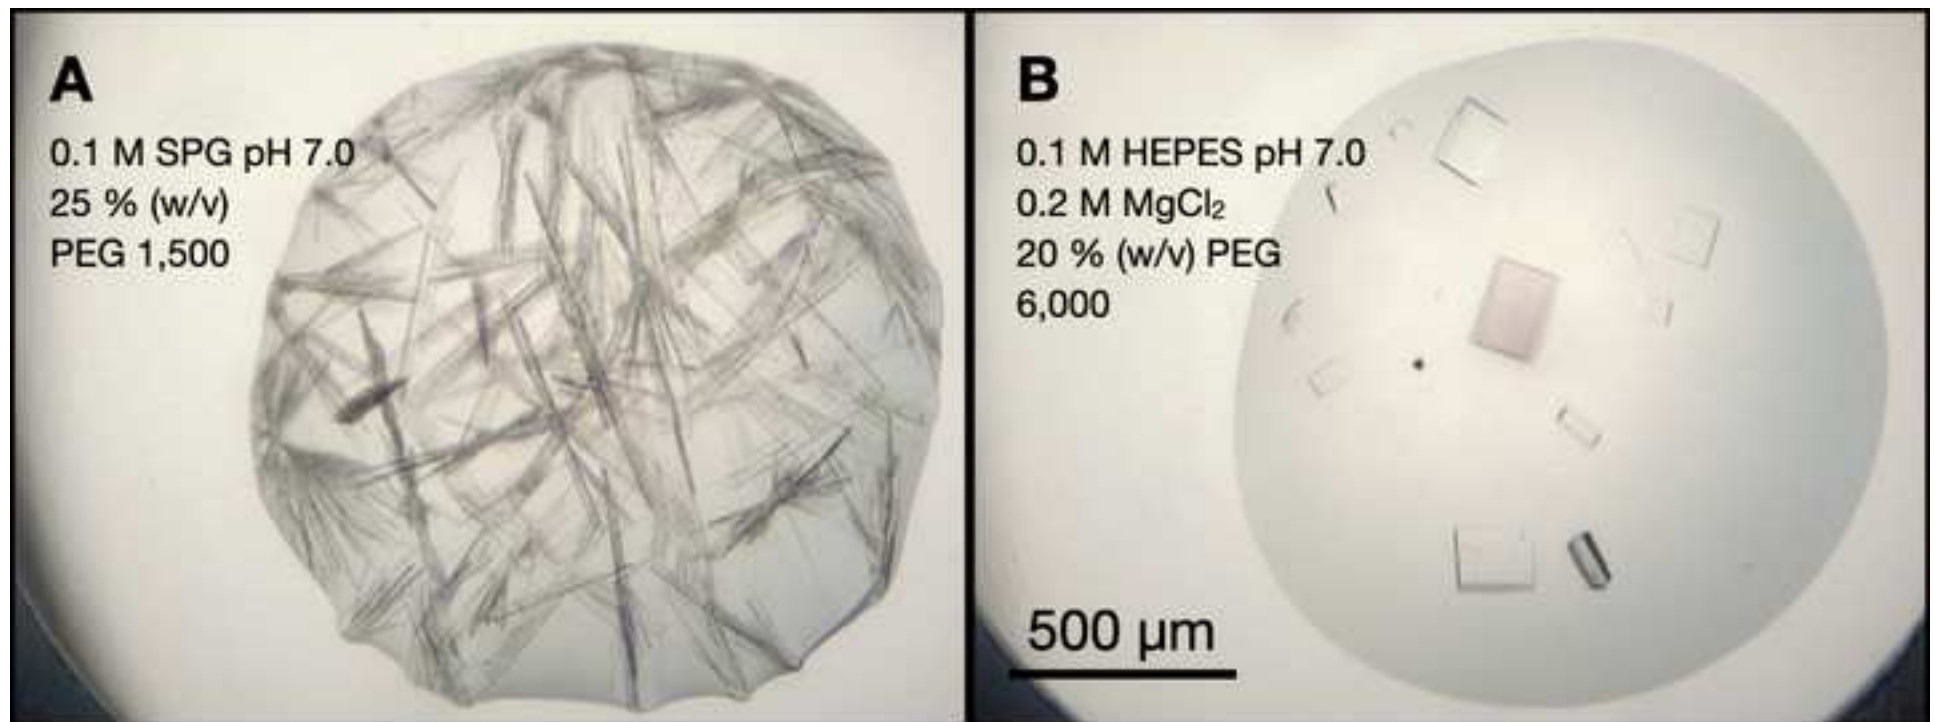 A
0.1 M SPG pH 7.0
25 % (w/v)
PEG 1,500
B
0.1 M HEPES pH 7.0
0.2 M MgCl₂
20 % (w/v) PEG
6,000
500 µm